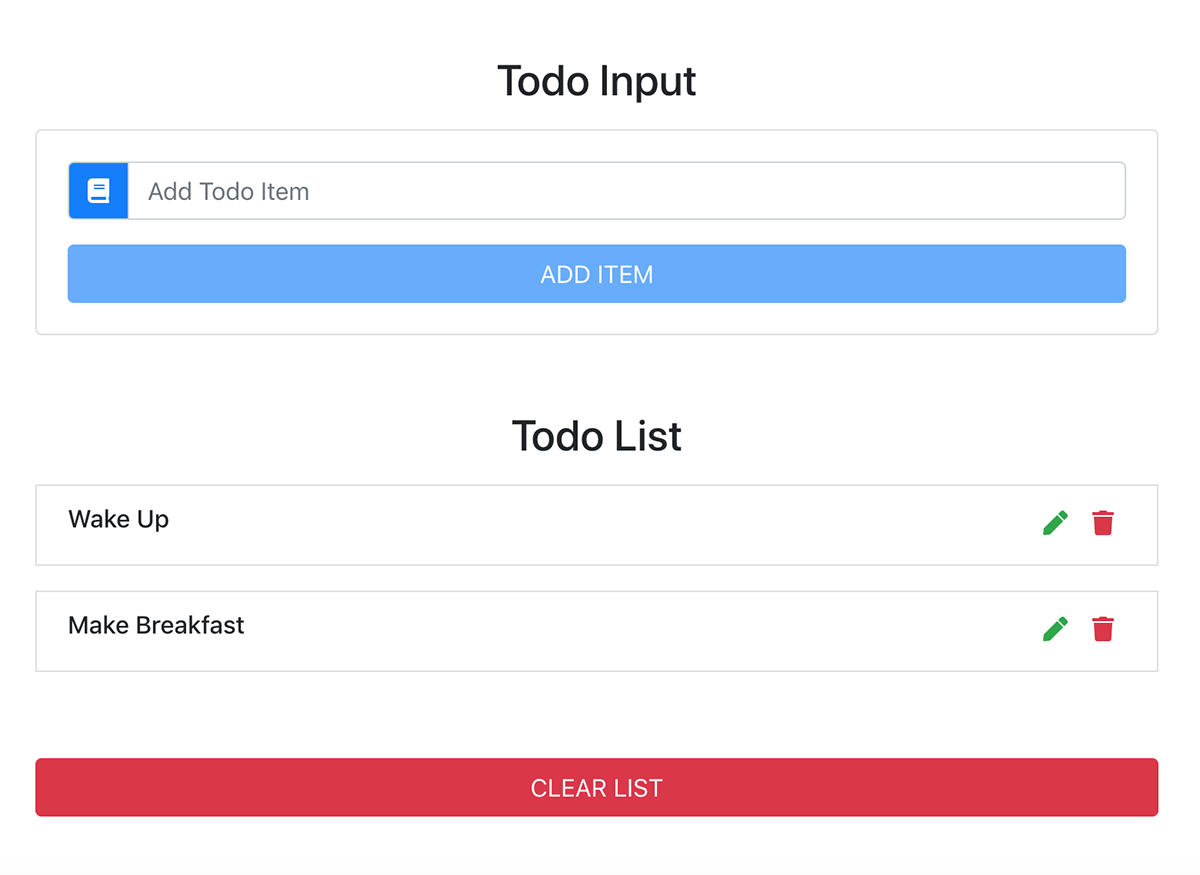 Todo Input
Add Todo Item
ADD ITEM
Todo List
Wake Up
Make Breakfast
CLEAR LIST